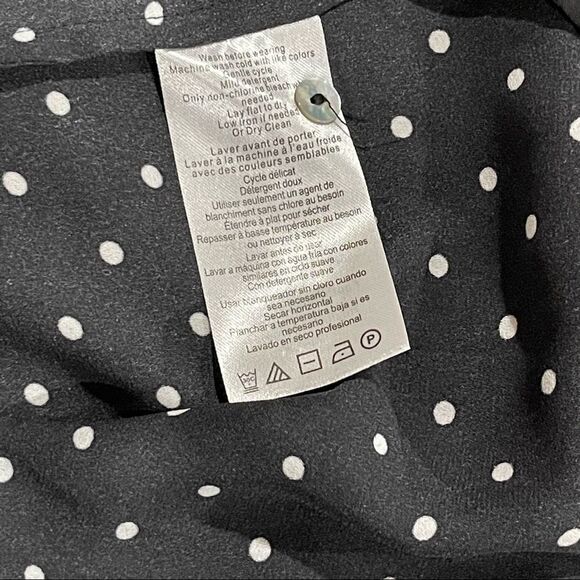 Wash before wearing
Machine wash cold with like colors
Gentle cycle
Mild detergent
Only non-chlorine bleach
needed
Lay flat to dry
Low iron if needed
Or Dry Clean
Laver avant de porter
Laver à la machine à l'eau froide
avec des couleurs semblables
Cycle délicat
Détergent doux
Utiliser seulement un agent de
blanchiment sans chlore au besoin
Étendre à plat pour sécher
Repasser à basse température au besoin
ou nettoyer à sec
Lavar antes de usar
Lavar a maquina con agua fria con colores
similares en ciclo suave
Con detergente suave
Usar blanqueador sin cloro cuando
sea necesano
Secar horizontal
Planchar a temperatura baja si es
necesano
Lavado en seco profesional
30C
P